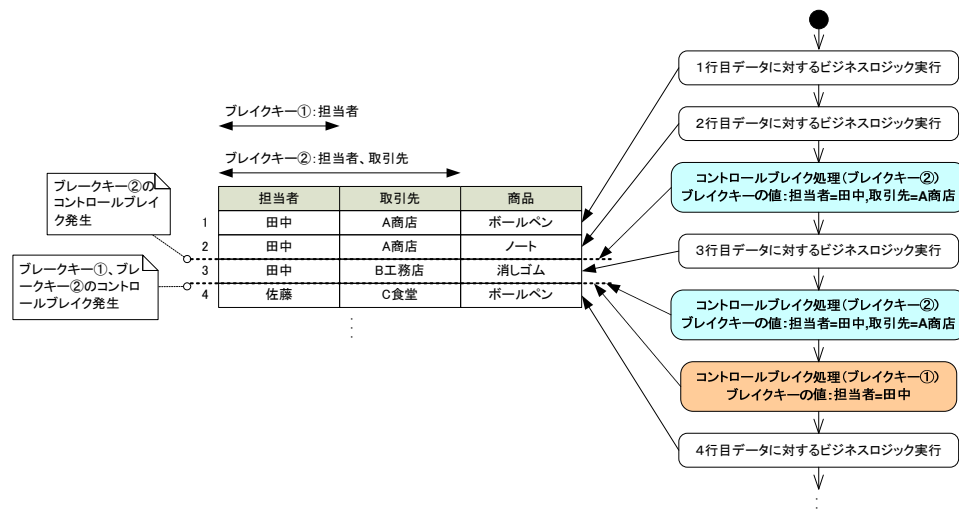 ブレイクキー①:担当者
ブレイクキー②:担当者、取引先
ブレークキー②の
コントロールブレイ
ク発生
ブレークキー①、ブレ
ークキー②のコントロ
ールブレイク発生
担当者 取引先 商品
1 田中 A商店 ボールペン
2 田中 A商店 ノート
3 田中 B工務店 消しゴム
4 佐藤 C食堂 ボールペン
1行目データに対するビジネスロジック実行
2行目データに対するビジネスロジック実行
コントロールブレイク処理(ブレイクキー②)
ブレイクキーの値:担当者=田中,取引先=A商店
3行目データに対するビジネスロジック実行
コントロールブレイク処理(ブレイクキー②)
ブレイクキーの値:担当者=田中,取引先=A商店
コントロールブレイク処理(ブレイクキー①)
ブレイクキーの値:担当者=田中
4行目データに対するビジネスロジック実行